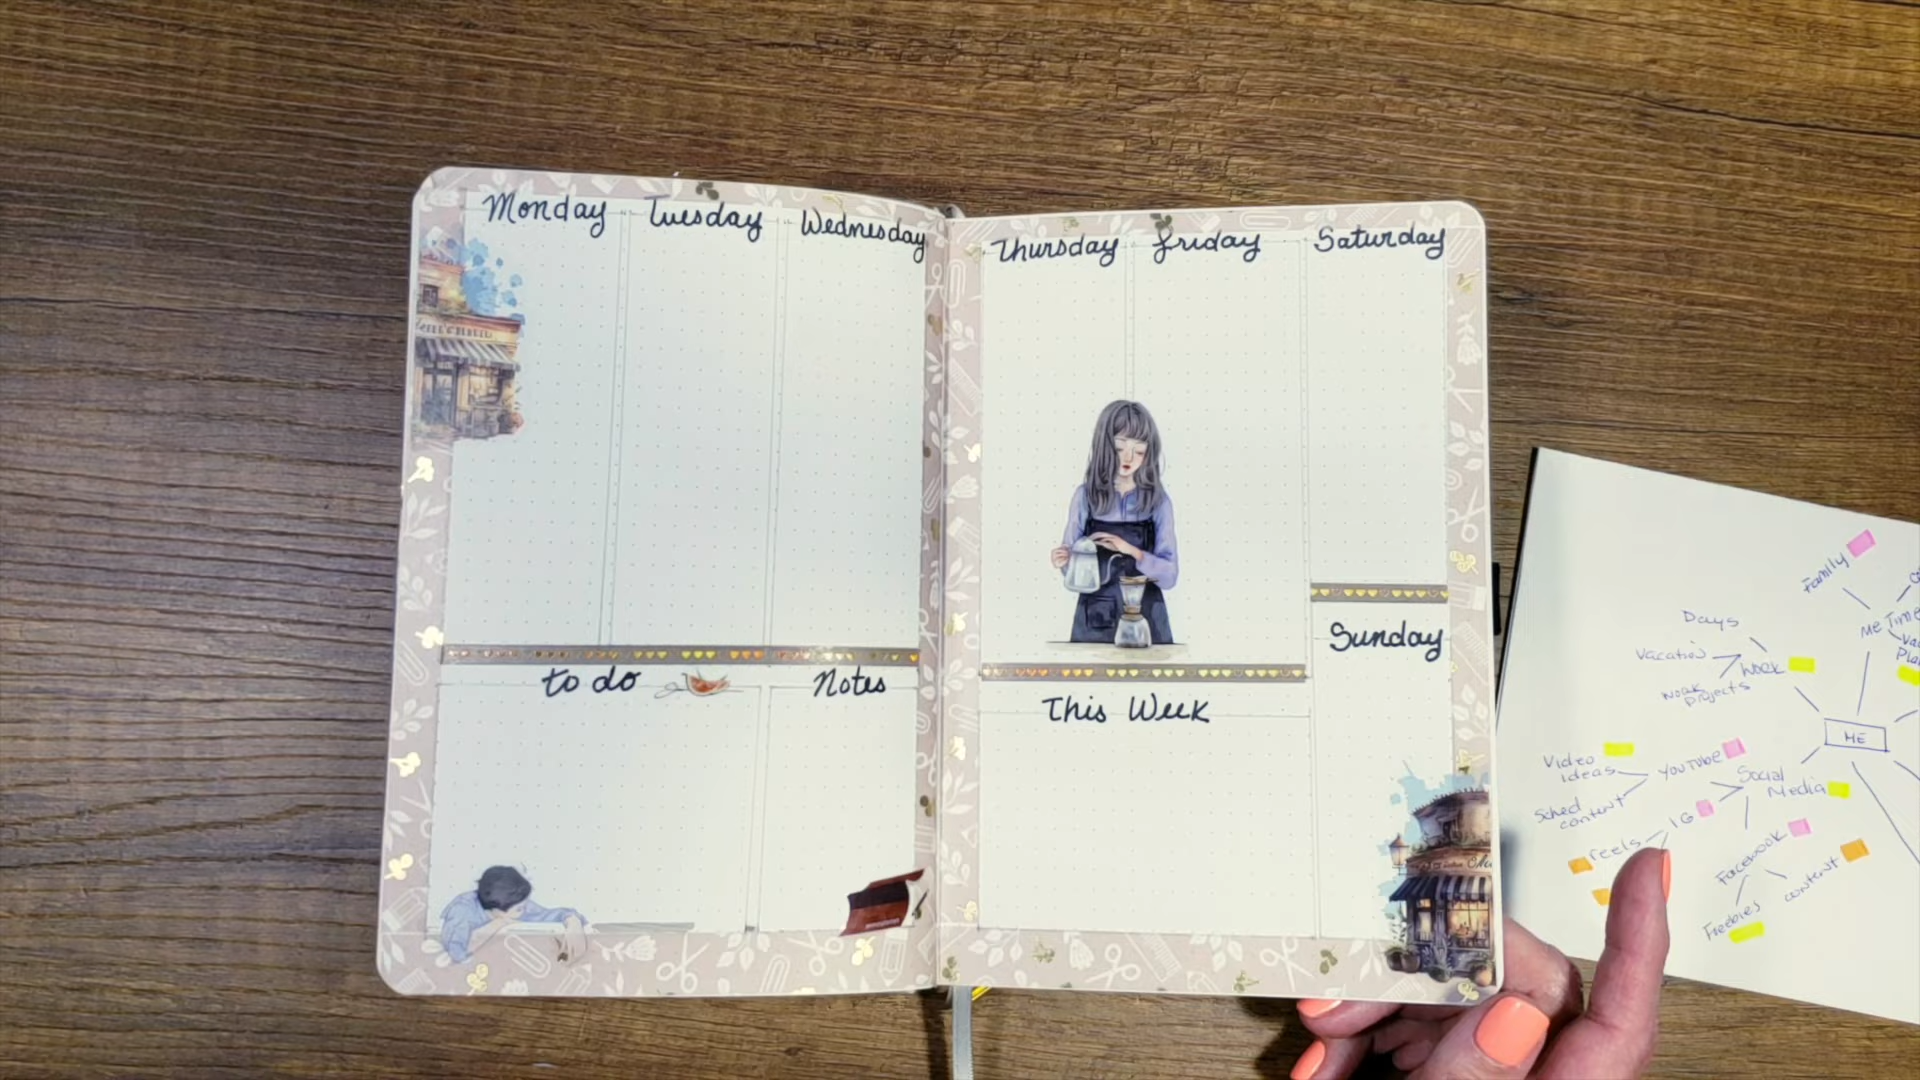 Monday
Tuesday
Wednesday
to do
Notes
Thursday
Friday
Saturday
Sunday
This Week
Family
Me Time
Days
Vacation
Work
Work
Projects
ME
Video
ideas
YouTube
Sched
content
Social
Media
IG
reels
Facebook
content
Freebies